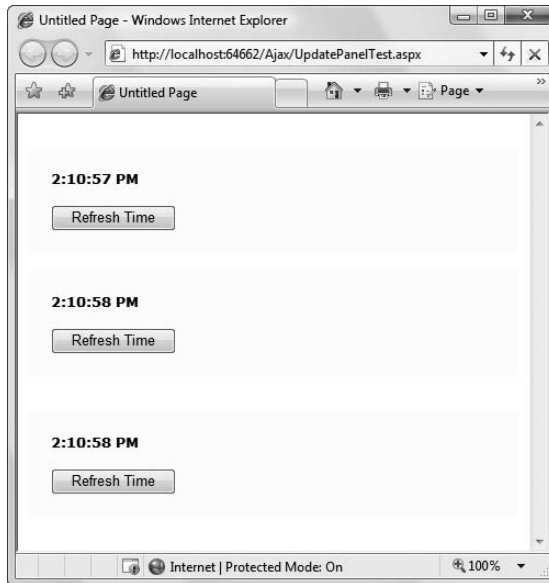 Untitled Page - Windows Internet Explorer
http://localhost:64662/Ajax/UpdatePanelTest.aspx
Untitled Page
Page
»
2:10:57 PM
Refresh Time
2:10:58 PM
Refresh Time
2:10:58 PM
Refresh Time
Internet | Protected Mode: On
100%